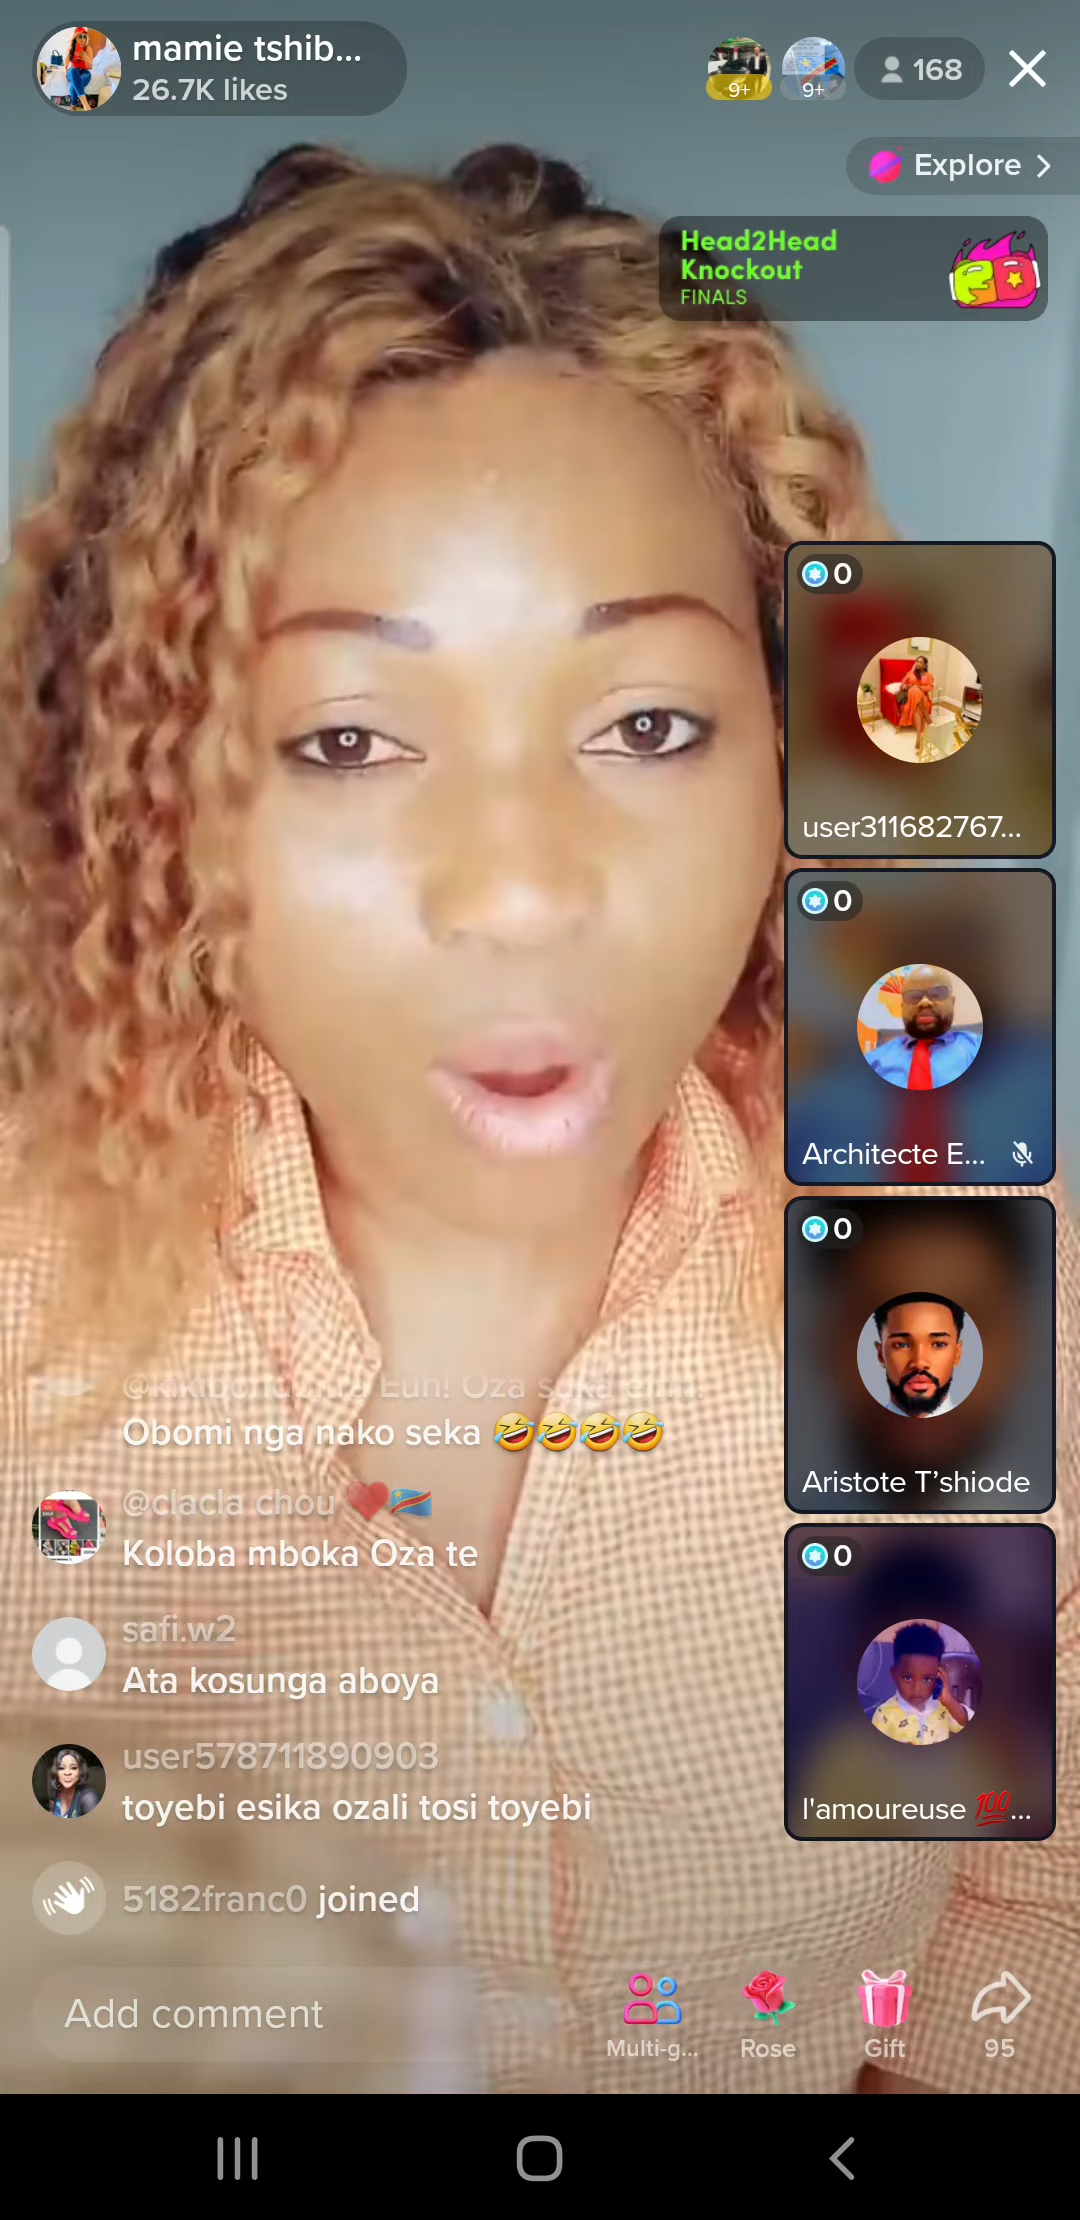 mamie tshib...
26.7K likes
9+
9+
168
Explore
Head2Head
Knockout
FINALS
0
user311682767...
0
Architecte E...
0
Aristote T'shiode
0
l'amoureuse 💯...
Euh! Oza
Obomi nga nako seka 🤣🤣🤣🤣
@clacla chou ❤️🇨🇩
Koloba mboka Oza te
safi.w2
Ata kosunga aboya
user578711890903
toyebi esika ozali tosi toyebi
5182franc0 joined
Add comment
Multi-g...
Rose
Gift
95